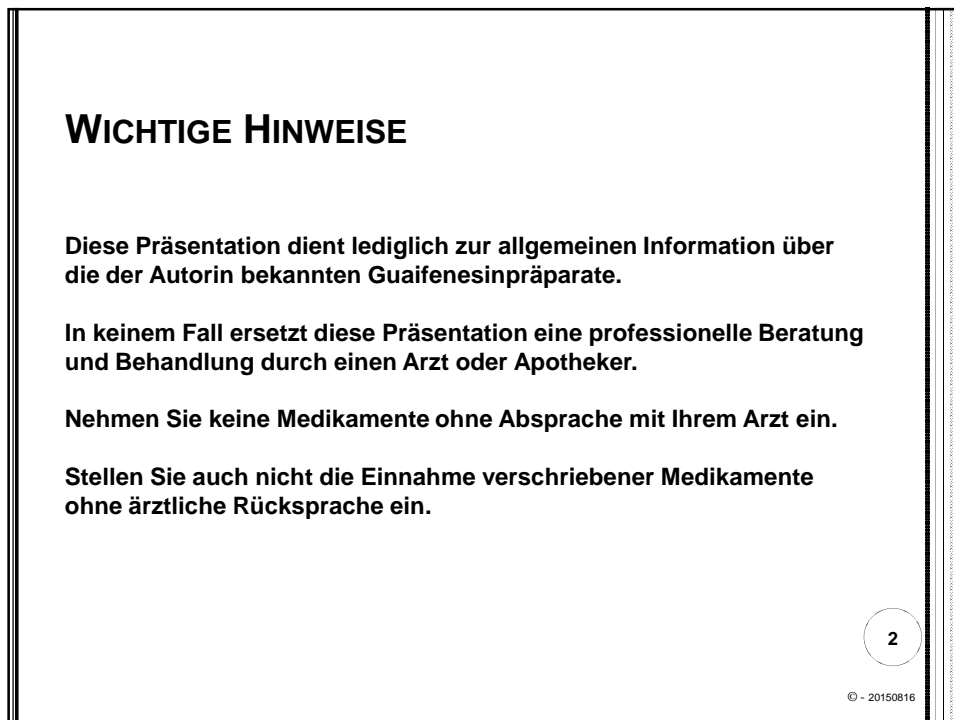 WICHTIGE HINWEISE
Diese Präsentation dient lediglich zur allgemeinen Information über
die der Autorin bekannten Guaifenesinpräparate.
In keinem Fall ersetzt diese Präsentation eine professionelle Beratung
und Behandlung durch einen Arzt oder Apotheker.
Nehmen Sie keine Medikamente ohne Absprache mit Ihrem Arzt ein.
Stellen Sie auch nicht die Einnahme verschriebener Medikamente
ohne ärztliche Rücksprache ein.
2
© - 20150816